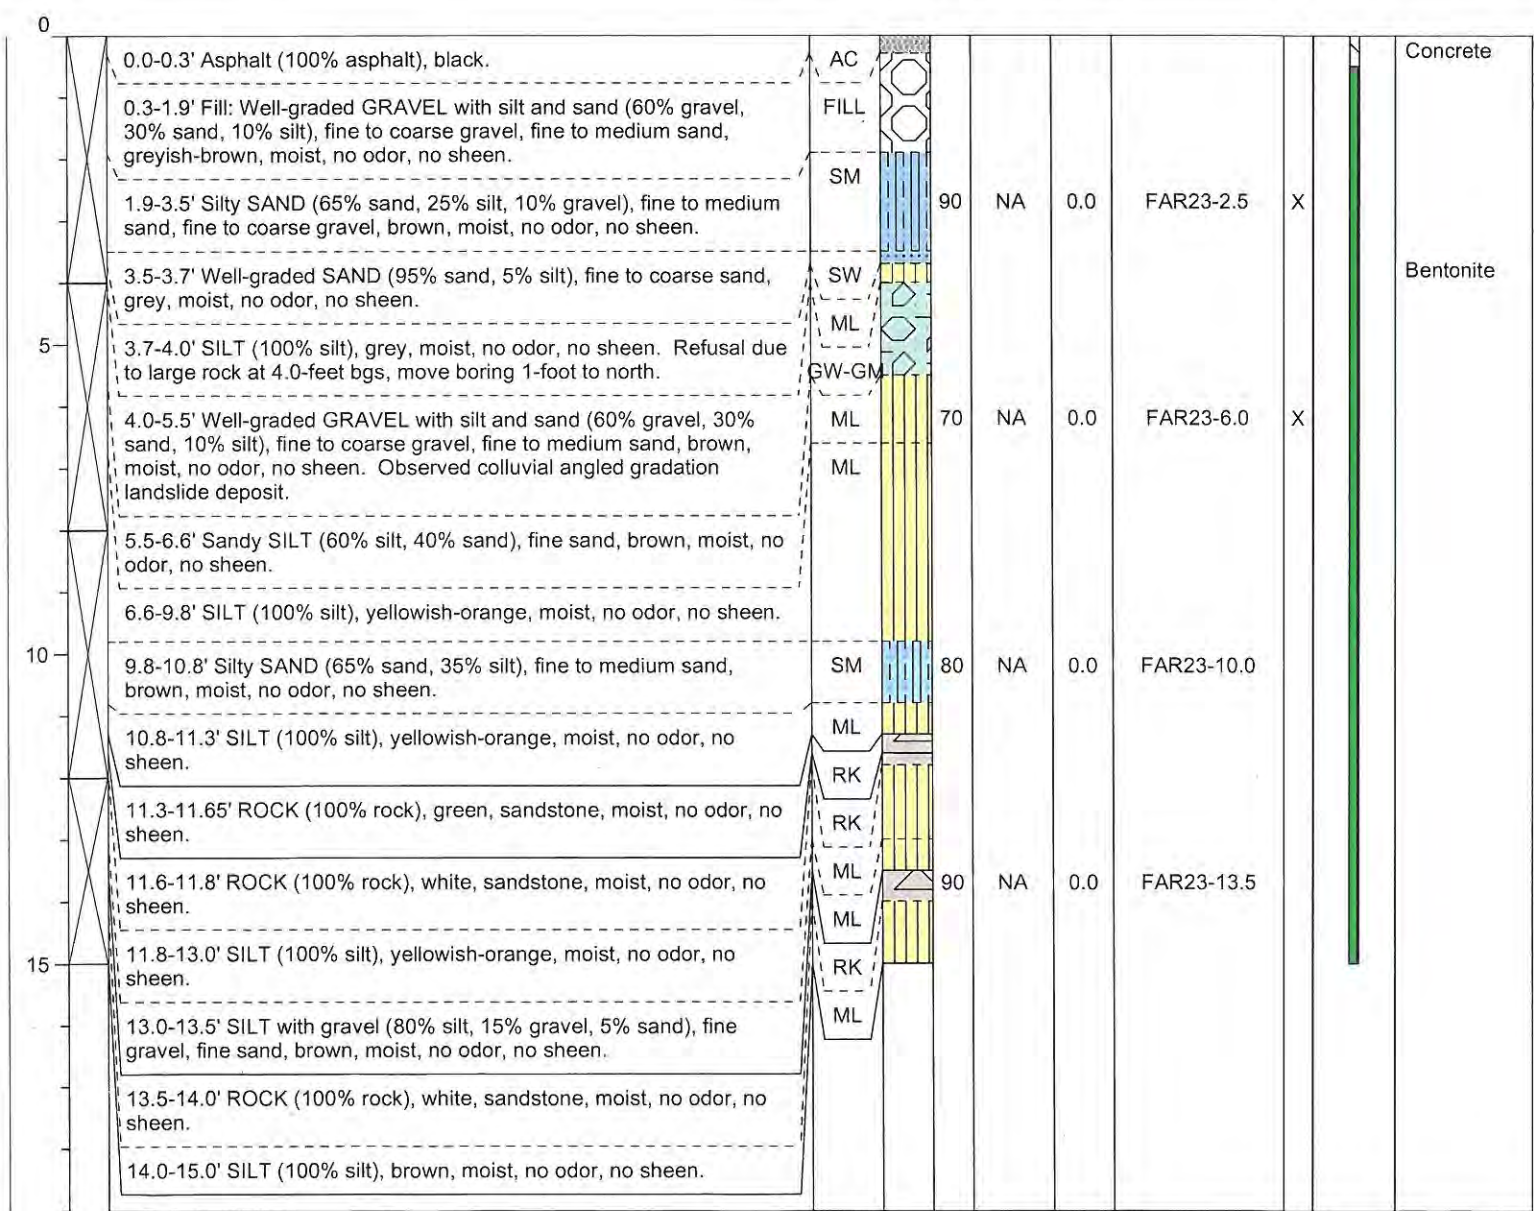 0
0.0-0.3' Asphalt (100% asphalt), black.
AC
Concrete
0.3-1.9' Fill: Well-graded GRAVEL with silt and sand (60% gravel,
30% sand, 10% silt), fine to coarse gravel, fine to medium sand,
greyish-brown, moist, no odor, no sheen.
FILL
1.9-3.5' Silty SAND (65% sand, 25% silt, 10% gravel), fine to medium
sand, fine to coarse gravel, brown, moist, no odor, no sheen.
SM
90 NA 0.0 FAR23-2.5 X
3.5-3.7' Well-graded SAND (95% sand, 5% silt), fine to coarse sand,
grey, moist, no odor, no sheen.
SW
Bentonite
5
3.7-4.0' SILT (100% silt), grey, moist, no odor, no sheen. Refusal due
to large rock at 4.0-feet bgs, move boring 1-foot to north.
ML
4.0-5.5' Well-graded GRAVEL with silt and sand (60% gravel, 30%
sand, 10% silt), fine to coarse gravel, fine to medium sand, brown,
moist, no odor, no sheen. Observed colluvial angled gradation
landslide deposit.
GW-GM
70 NA 0.0 FAR23-6.0 X
5.5-6.6' Sandy SILT (60% silt, 40% sand), fine sand, brown, moist, no
odor, no sheen.
ML
6.6-9.8' SILT (100% silt), yellowish-orange, moist, no odor, no sheen.
ML
10
9.8-10.8' Silty SAND (65% sand, 35% silt), fine to medium sand,
brown, moist, no odor, no sheen.
SM
80 NA 0.0 FAR23-10.0
10.8-11.3' SILT (100% silt), yellowish-orange, moist, no odor, no
sheen.
ML
11.3-11.65' ROCK (100% rock), green, sandstone, moist, no odor, no
sheen.
RK
11.6-11.8' ROCK (100% rock), white, sandstone, moist, no odor, no
sheen.
RK
90 NA 0.0 FAR23-13.5
11.8-13.0' SILT (100% silt), yellowish-orange, moist, no odor, no
sheen.
ML
15
13.0-13.5' SILT with gravel (80% silt, 15% gravel, 5% sand), fine
gravel, fine sand, brown, moist, no odor, no sheen.
ML
13.5-14.0' ROCK (100% rock), white, sandstone, moist, no odor, no
sheen.
RK
14.0-15.0' SILT (100% silt), brown, moist, no odor, no sheen.
ML